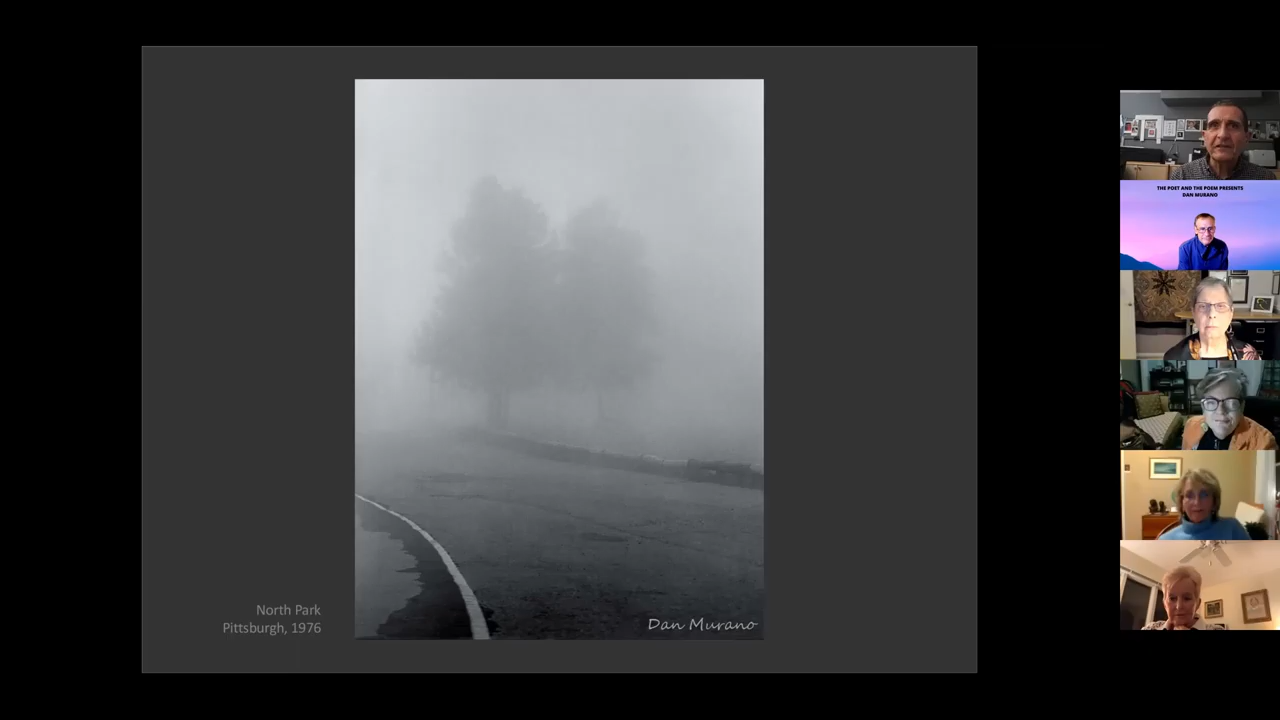 THE POET AND THE POEM PRESENTS
DAN MURANO
North Park
Pittsburgh, 1976
Dan Murano